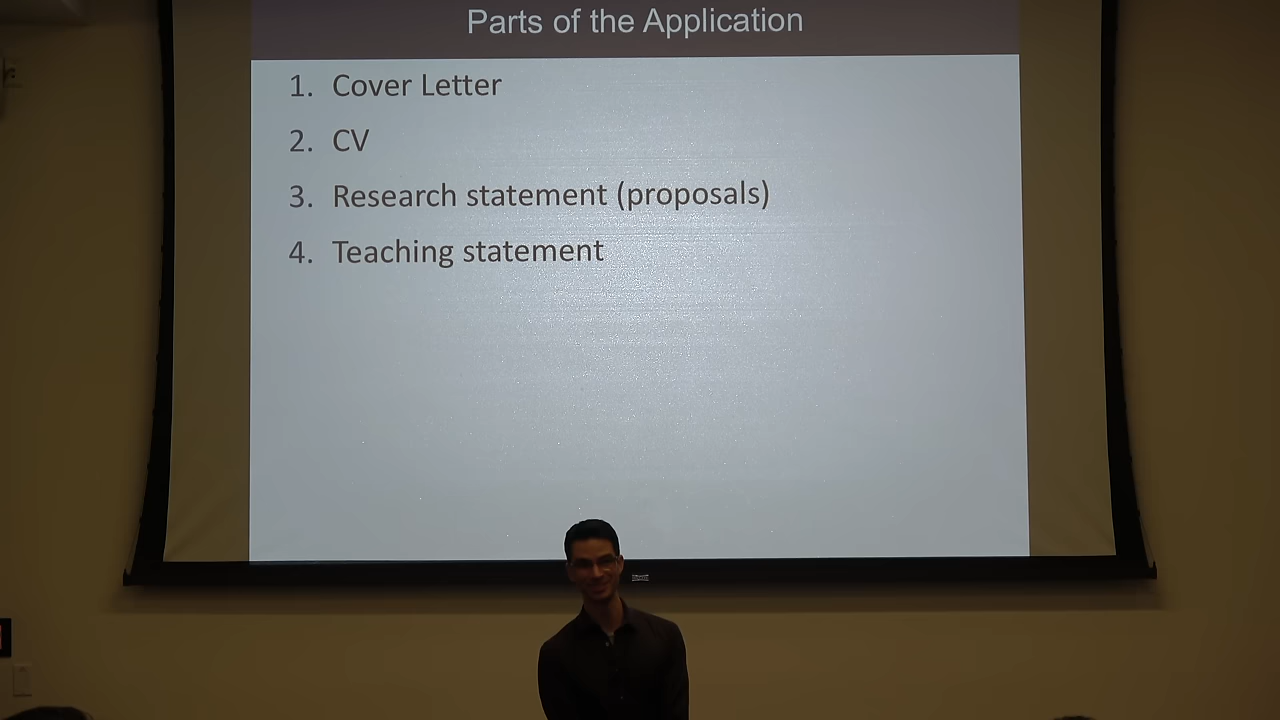 Parts of the Application
1. Cover Letter
2. CV
3. Research statement (proposals)
4. Teaching statement